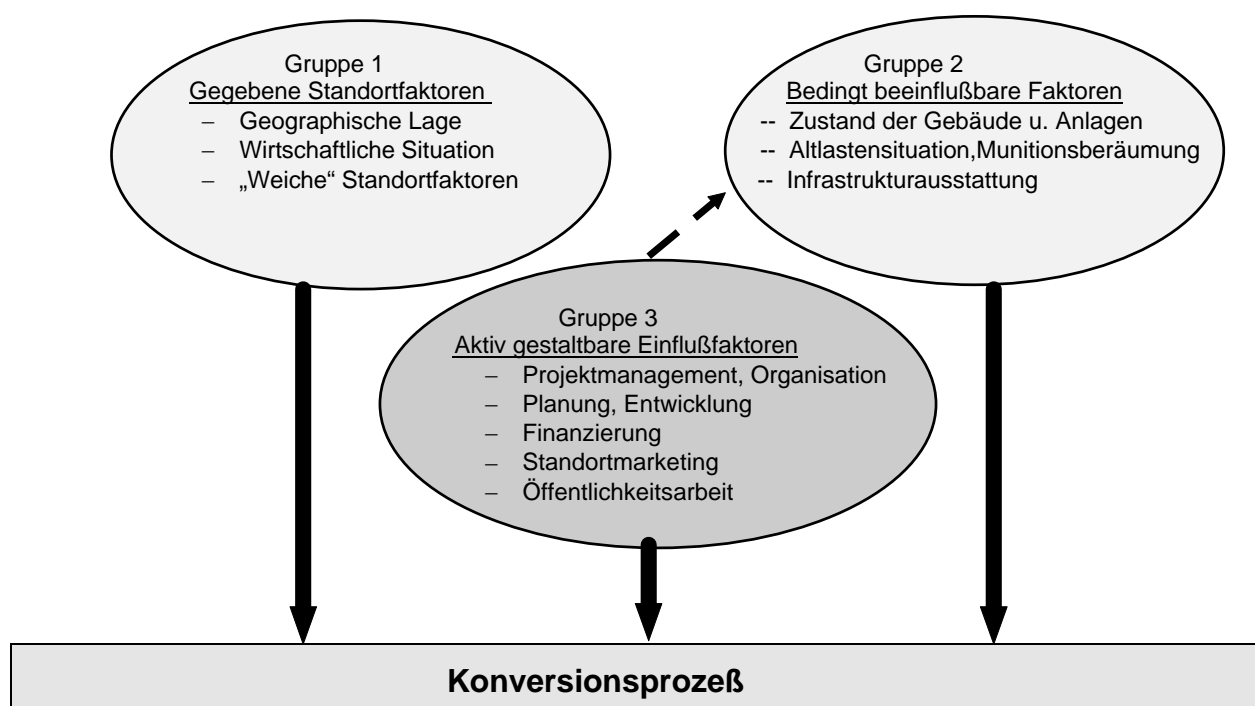 Gruppe 1
Gegebene Standortfaktoren
– Geographische Lage
– Wirtschaftliche Situation
– „Weiche“ Standortfaktoren
Gruppe 2
Bedingt beeinflußbare Faktoren
-- Zustand der Gebäude u. Anlagen
-- Altlastensituation,Munitionsberäumung
-- Infrastrukturausstattung
Gruppe 3
Aktiv gestaltbare Einflußfaktoren
– Projektmanagement, Organisation
– Planung, Entwicklung
– Finanzierung
– Standortmarketing
– Öffentlichkeitsarbeit
Konversionsprozeß